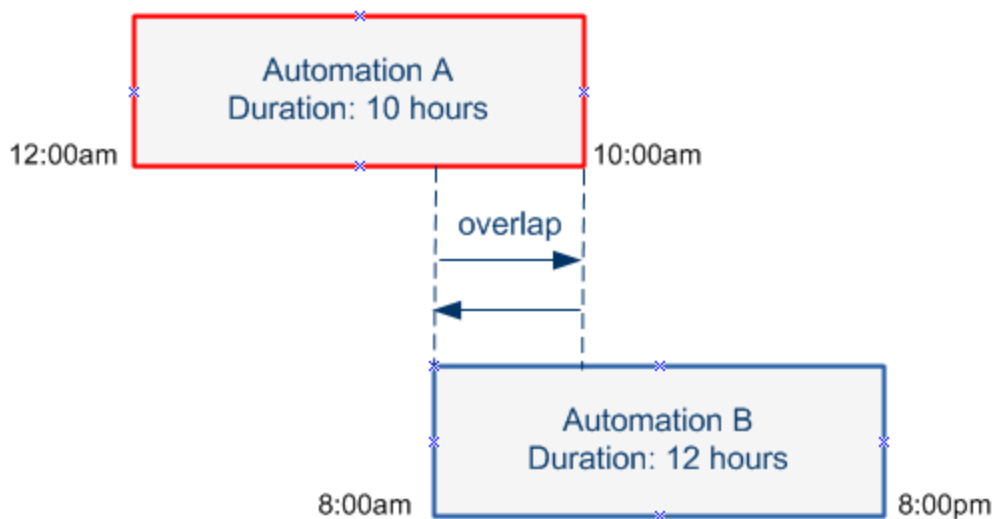 Automation A
Duration: 10 hours
12:00am
10:00am
overlap
Automation B
Duration: 12 hours
8:00am
8:00pm